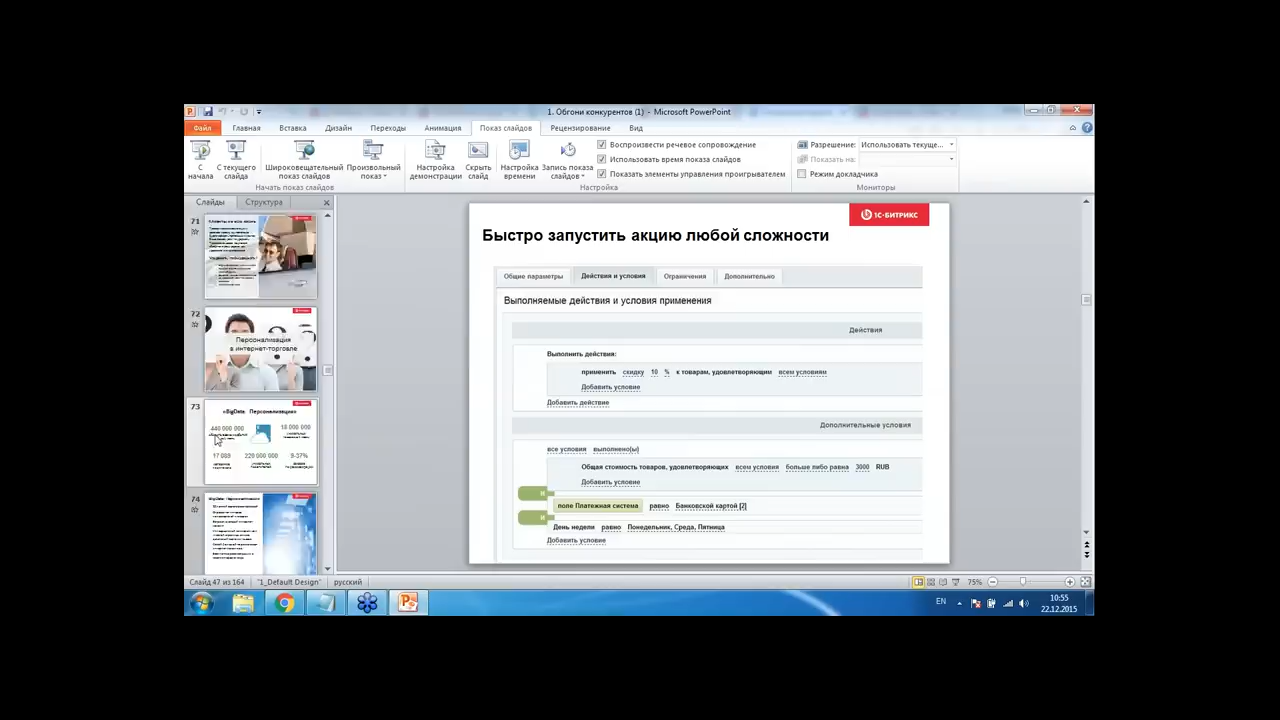 1. Обгони конкурентов (1) - Microsoft PowerPoint
Файл Главная Вставка Дизайн Переходы Анимация Показ слайдов Рецензирование Вид
С начала
С текущего слайда
Широковещательный показ слайдов
Произвольный показ
Начать показ слайдов
Настройка демонстрации
Скрыть слайд
Настройка времени
Запись показа слайдов
Воспроизвести речевое сопровождение
Использовать время показа слайдов
Показать элементы управления проигрывателем
Настройка
Разрешение: Использовать текуще...
Показать на:
Режим докладчика
Мониторы
Слайды Структура
71
72
Персонализация
в интернет-торговле
73
«BigData: Персонализация»
440 000 000
18 000 000
17 089
220 000 000
9-37%
74
1С-БИТРИКС
Быстро запустить акцию любой сложности
Общие параметры Действия и условия Ограничения Дополнительно
Выполняемые действия и условия применения
Действия
Выполнить действия:
применить скидку 10 % к товарам, удовлетворяющим всем условиям
Добавить условие
Добавить действие
Дополнительные условия
все условия выполнено(ы)
Общая стоимость товаров, удовлетворяющих всем условия больше либо равна 3000 RUB
Добавить условие
И
поле Платежная система равно Банковской картой [2]
И
День недели равно Понедельник, Среда, Пятница
Добавить условие
Слайд 47 из 164 "1_Default Design" русский 75%
EN 10:55
22.12.2015